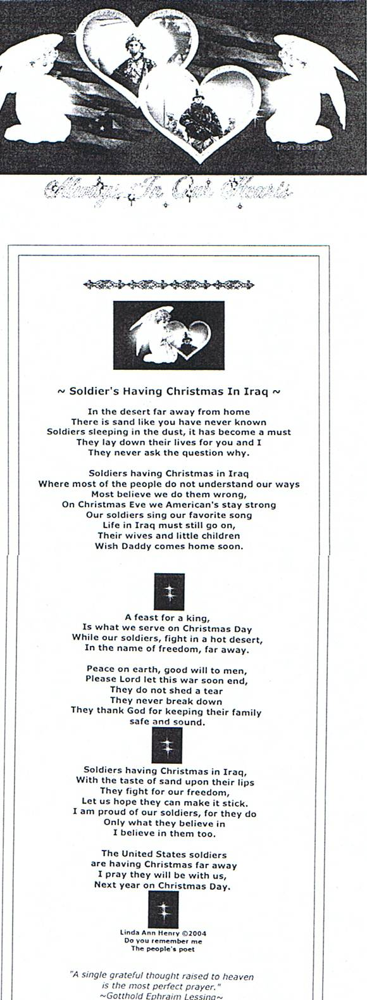 Moon & Back©
Always In Our Hearts
~ Soldier's Having Christmas In Iraq ~
In the desert far away from home
There is sand like you have never known
Soldiers sleeping in the dust, it has become a must
They lay down their lives for you and I
They never ask the question why.
Soldiers having Christmas in Iraq
Where most of the people do not understand our ways
Most believe we do them wrong,
On Christmas Eve we American's stay strong
Our soldiers sing our favorite song
Life in Iraq must still go on,
Their wives and little children
Wish Daddy comes home soon.
A feast for a king,
Is what we serve on Christmas Day
While our soldiers, fight in a hot desert,
In the name of freedom, far away.
Peace on earth, good will to men,
Please Lord let this war soon end,
They do not shed a tear
They never break down
They thank God for keeping their family
safe and sound.
Soldiers having Christmas in Iraq,
With the taste of sand upon their lips
They fight for our freedom,
Let us hope they can make it stick.
I am proud of our soldiers, for they do
Only what they believe in
I believe in them too.
The United States soldiers
are having Christmas far away
I pray they will be with us,
Next year on Christmas Day.
Linda Ann Henry ©2004
Do you remember me
The people's poet
"A single grateful thought raised to heaven
is the most perfect prayer."
~Gotthold Ephraim Lessing~